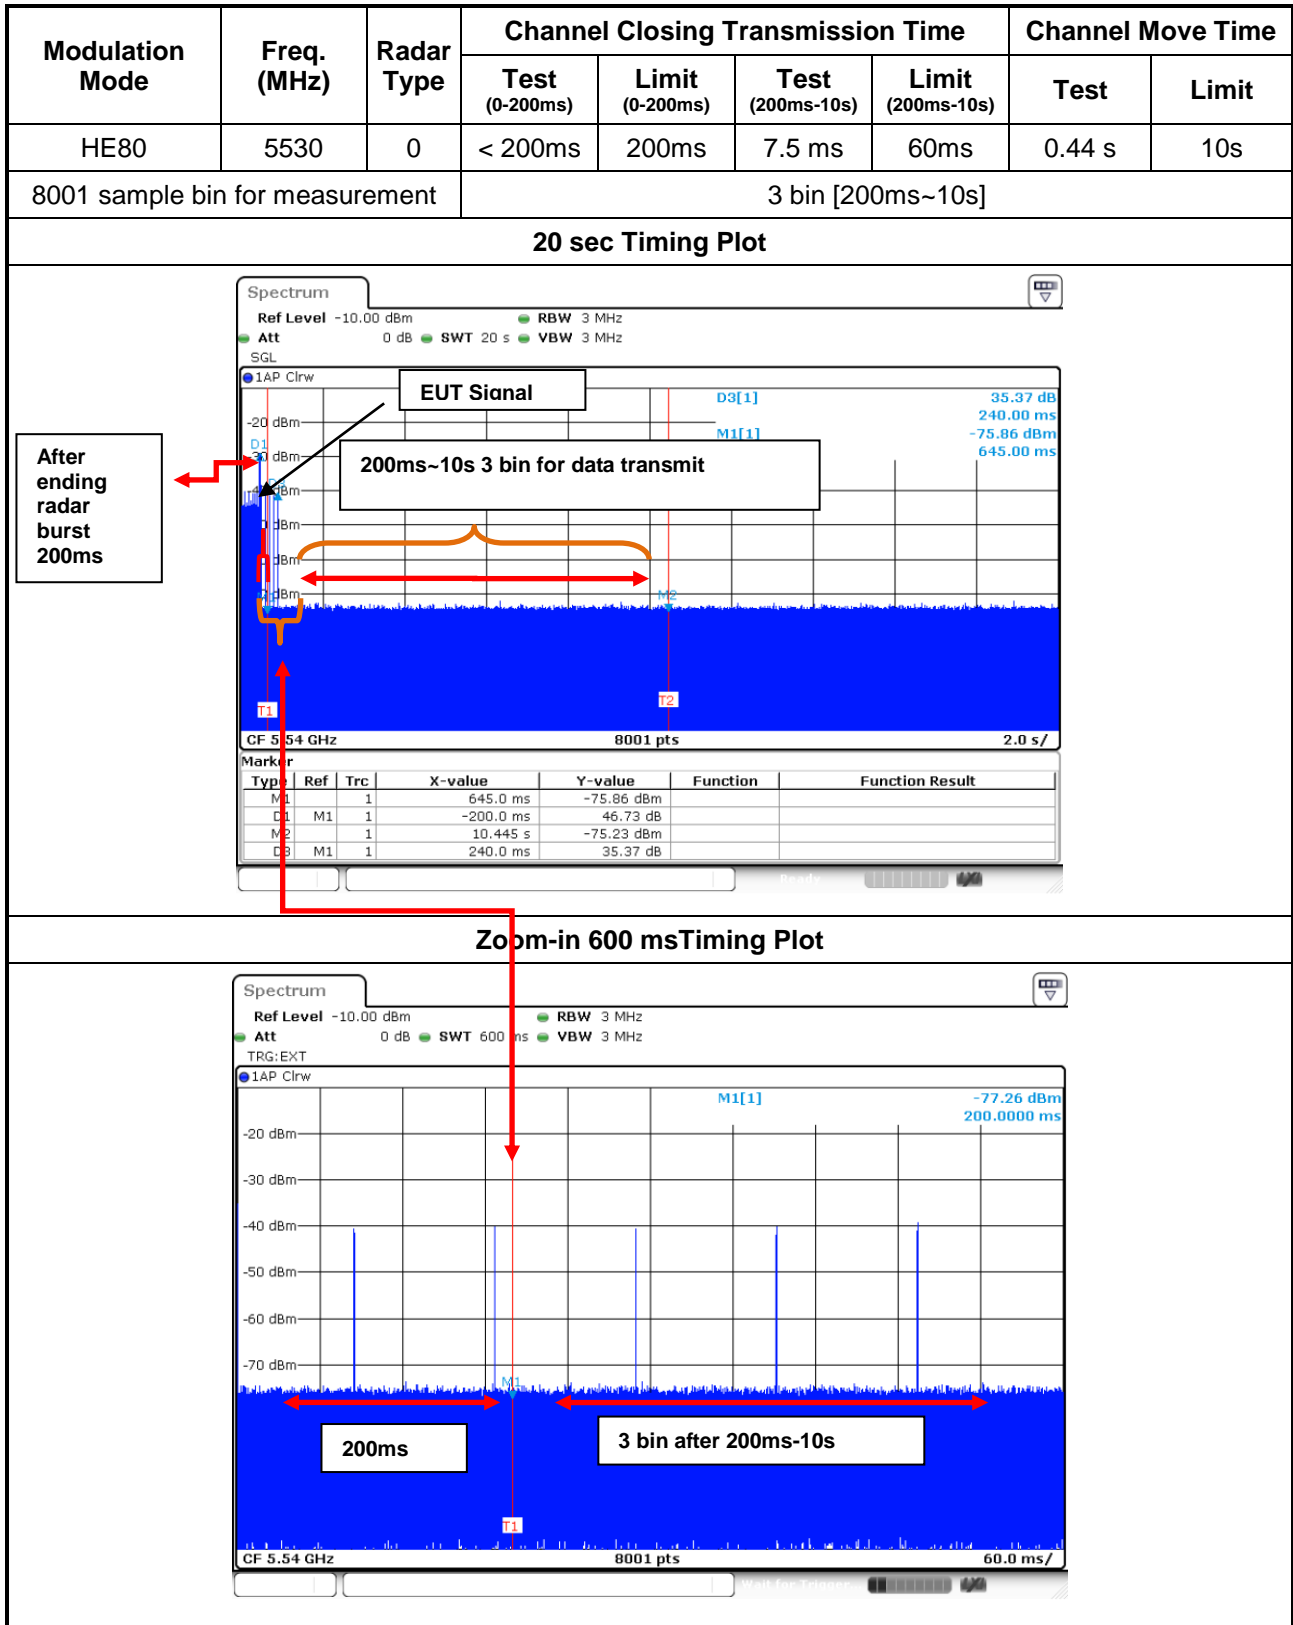 Modulation Mode
Freq. (MHz)
Radar Type
Channel Closing Transmission Time
Channel Move Time
Test (0-200ms)
Limit (0-200ms)
Test (200ms-10s)
Limit (200ms-10s)
Test
Limit
HE80 5530 0 < 200ms 200ms 7.5 ms 60ms 0.44 s 10s
8001 sample bin for measurement 3 bin [200ms~10s]
20 sec Timing Plot
Spectrum
Ref Level -10.00 dBm RBW 3 MHz
Att 0 dB SWT 20 s VBW 3 MHz
SGL
1AP Clrw
EUT Signal
D3[1] 35.37 dB
240.00 ms
M1[1] -75.86 dBm
645.00 ms
-20 dBm
D1
-30 dBm
After
ending
radar
burst
200ms
200ms~10s 3 bin for data transmit
M2
T1
T2
CF 5.54 GHz 8001 pts 2.0 s/
Marker
Type Ref Trc X-value Y-value Function Function Result
M1 1 645.0 ms -75.86 dBm
D1 M1 1 -200.0 ms 46.73 dB
M2 1 10.445 s -75.23 dBm
D3 M1 1 240.0 ms 35.37 dB
Ready
Zoom-in 600 msTiming Plot
Spectrum
Ref Level -10.00 dBm RBW 3 MHz
Att 0 dB SWT 600 ms VBW 3 MHz
TRG:EXT
1AP Clrw
M1[1] -77.26 dBm
200.0000 ms
-20 dBm
-30 dBm
-40 dBm
-50 dBm
-60 dBm
-70 dBm
M1
200ms
3 bin after 200ms-10s
T1
CF 5.54 GHz 8001 pts 60.0 ms/
Wait for Trigger